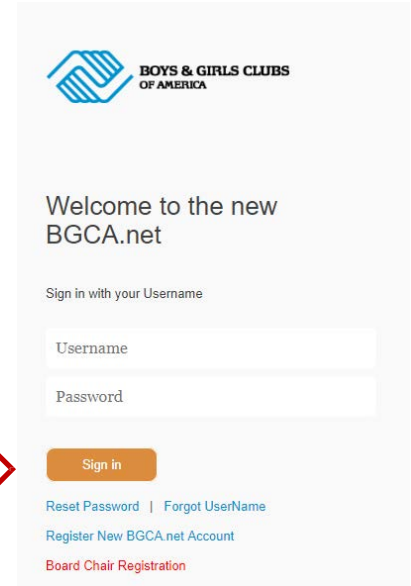 BOYS & GIRLS CLUBS
OF AMERICA
Welcome to the new
BGCA.net
Sign in with your Username
Username
Password
Sign in
Reset Password | Forgot UserName
Register New BGCA.net Account
Board Chair Registration